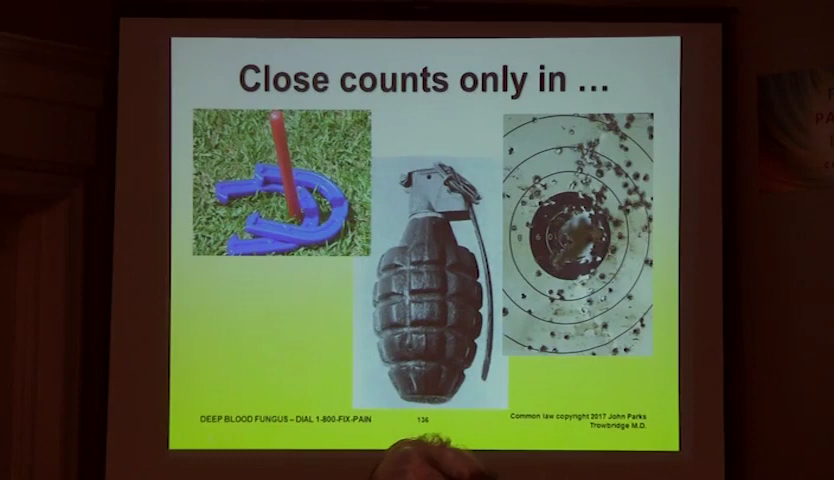 Close counts only in ...
DEEP BLOOD FUNGUS – DIAL 1-800-FIX-PAIN
136
Common law copyright 2017 John Parks
Trowbridge M.D.